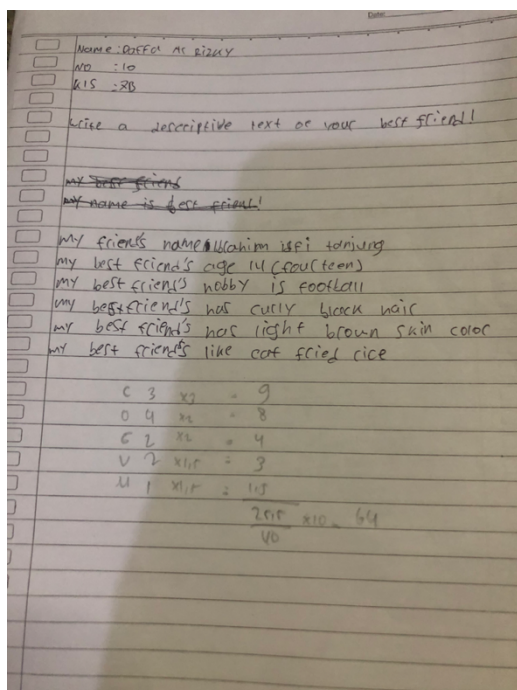 Date:
Name : Daffa Al Rizky
NO : 10
KlS : 7B
Write a descriptive text of your best friend!
my best friend
my name is best friend!
my friend's name Ibrahim isfi tanjung
my best friend's age 14 (fourteen)
my best friend's hobby is football
my best friend's has curly black hair
my best friend's has light brown skin color
my best friend's like eat fried rice
C 3 x3 = 9
O 4 x2 = 8
G 2 x2 = 4
V 2 x1,5 = 3
M 1 x1,5 = 1,5
25,5 x10 = 64
40